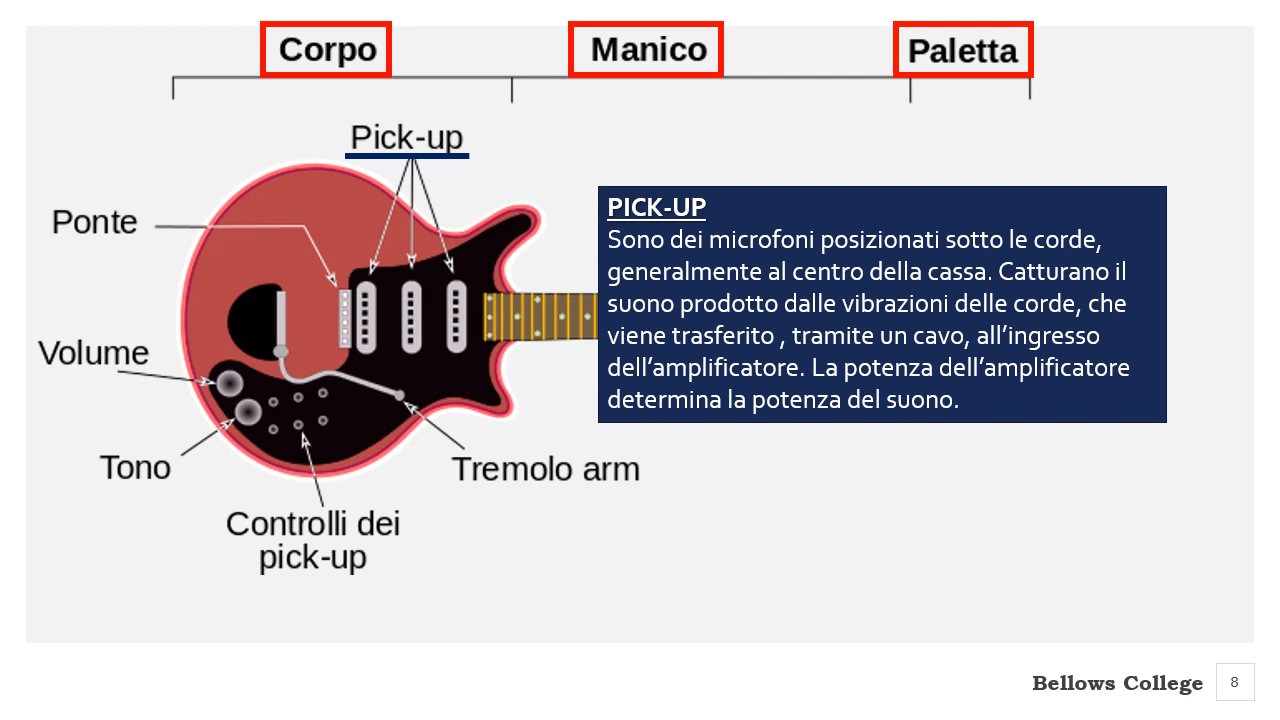 Corpo
Manico
Paletta
Pick-up
Ponte
Volume
Tono
Controlli dei
pick-up
Tremolo arm
PICK-UP
Sono dei microfoni posizionati sotto le corde,
generalmente al centro della cassa. Catturano il
suono prodotto dalle vibrazioni delle corde, che
viene trasferito , tramite un cavo, all’ingresso
dell’amplificatore. La potenza dell’amplificatore
determina la potenza del suono.
Bellows College
8